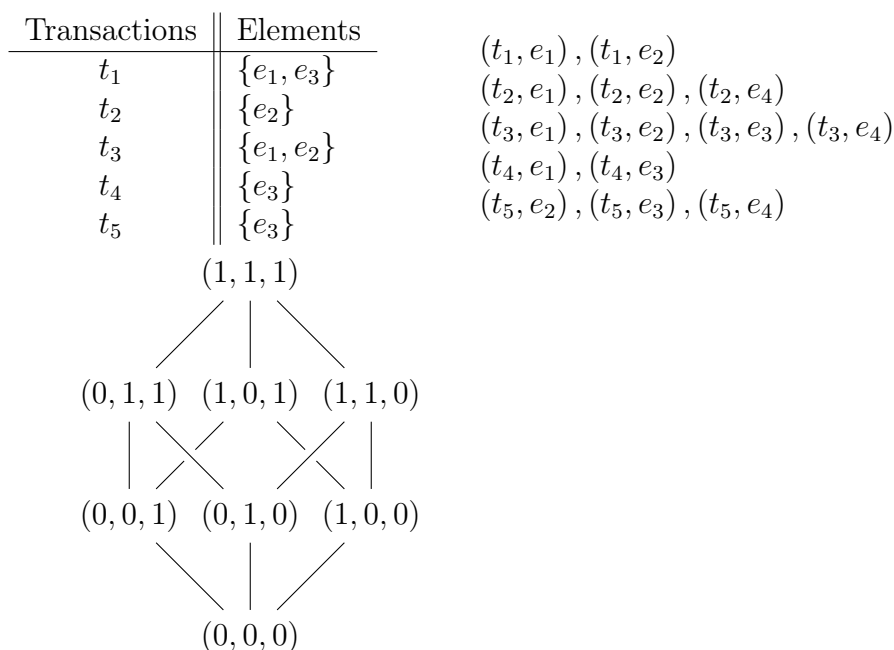 Transactions Elements
t₁ {e₁, e₃}
t₂ {e₂}
t₃ {e₁, e₂}
t₄ {e₃}
t₅ {e₃}
(t₁, e₁) , (t₁, e₂)
(t₂, e₁) , (t₂, e₂) , (t₂, e₄)
(t₃, e₁) , (t₃, e₂) , (t₃, e₃) , (t₃, e₄)
(t₄, e₁) , (t₄, e₃)
(t₅, e₂) , (t₅, e₃) , (t₅, e₄)
(1, 1, 1)
(0, 1, 1) (1, 0, 1) (1, 1, 0)
(0, 0, 1) (0, 1, 0) (1, 0, 0)
(0, 0, 0)